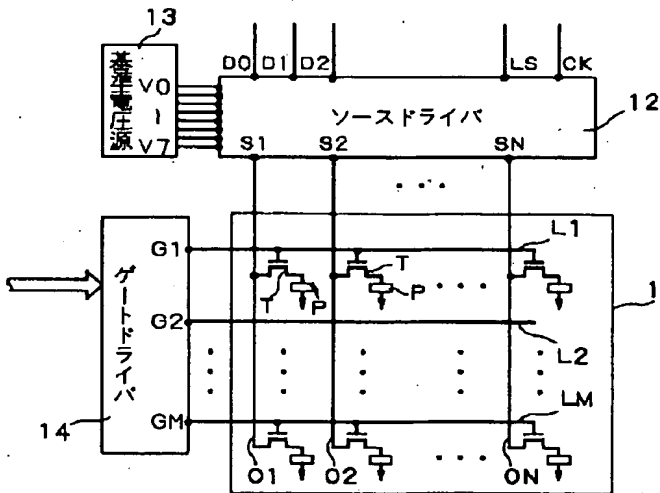 13
基準電圧源
V0
~
V7
D0 D1 D2 LS CK
ソースドライバ
12
S1 S2 SN
...
ゲートドライバ
14
G1
G2
GM
L1
T P
T P
1
L2
LM
O1 O2 ON